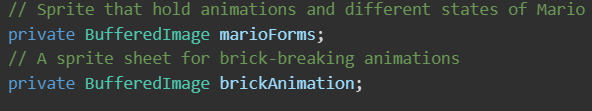 // Sprite that hold animations and different states of Mario
private BufferedImage marioForms;
// A sprite sheet for brick-breaking animations
private BufferedImage brickAnimation;